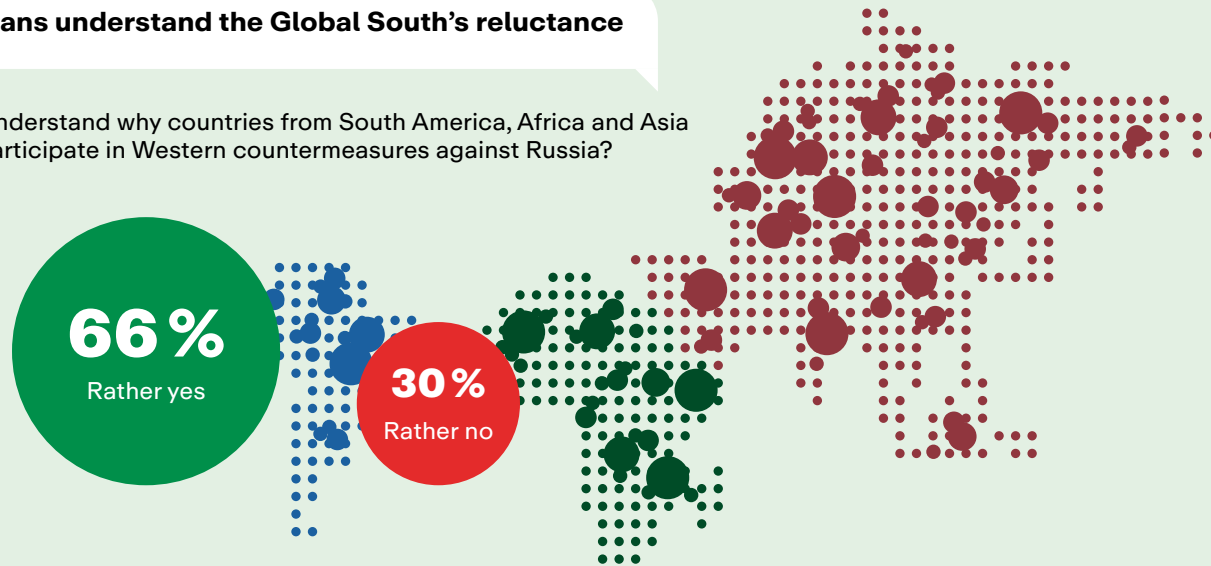 ans understand the Global South’s reluctance
nderstand why countries from South America, Africa and Asia
articipate in Western countermeasures against Russia?
66 %
Rather yes
30 %
Rather no